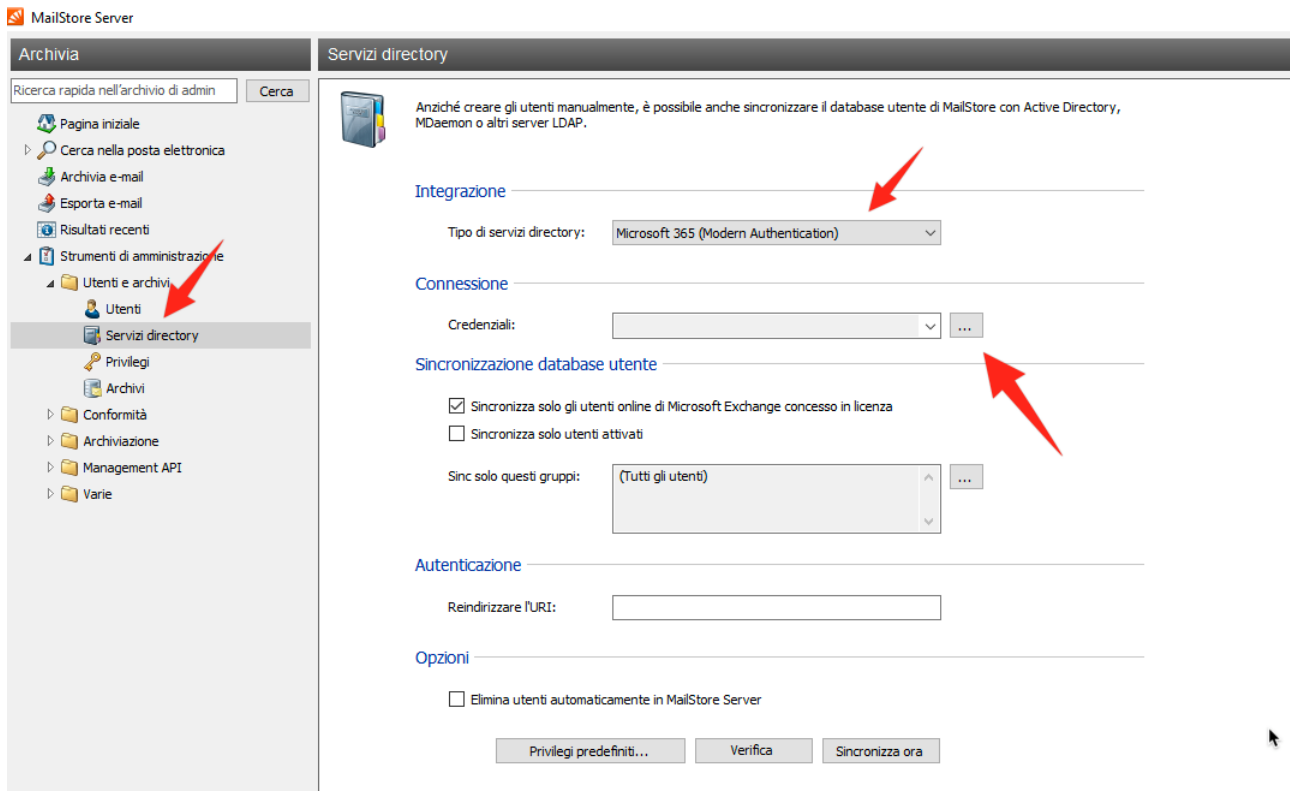 MailStore Server
Archivia
Servizi directory
Ricerca rapida nell'archivio di admin
Cerca
Pagina iniziale
Cerca nella posta elettronica
Archivia e-mail
Esporta e-mail
Risultati recenti
Strumenti di amministrazione
Utenti e archivi
Utenti
Servizi directory
Privilegi
Archivi
Conformità
Archiviazione
Management API
Varie
Anziché creare gli utenti manualmente, è possibile anche sincronizzare il database utente di MailStore con Active Directory,
MDaemon o altri server LDAP.
Integrazione
Tipo di servizi directory: Microsoft 365 (Modern Authentication)
Connessione
Credenziali: ...
Sincronizzazione database utente
Sincronizza solo gli utenti online di Microsoft Exchange concesso in licenza
Sincronizza solo utenti attivati
Sinc solo questi gruppi: (Tutti gli utenti) ...
Autenticazione
Reindirizzare l'URI:
Opzioni
Elimina utenti automaticamente in MailStore Server
Privilegi predefiniti... Verifica Sincronizza ora